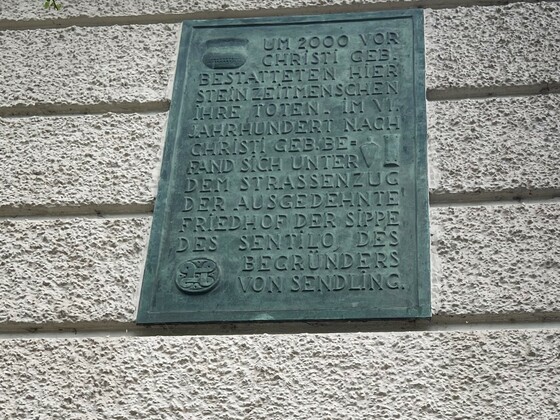 UM 2000 VOR
CHRISTI GEB.
BESTATTETEN HIER
STEINZEITMENSCHEN
IHRE TOTEN. IM VI.
JAHRHUNDERT NACH
CHRISTI GEB. BE-
FAND SICH UNTER
DEM STRASSENZUG
DER AUSGEDEHNTE
FRIEDHOF DER SIPPE
DES SENTILO DES
BEGRÜNDERS
VON SENDLING.